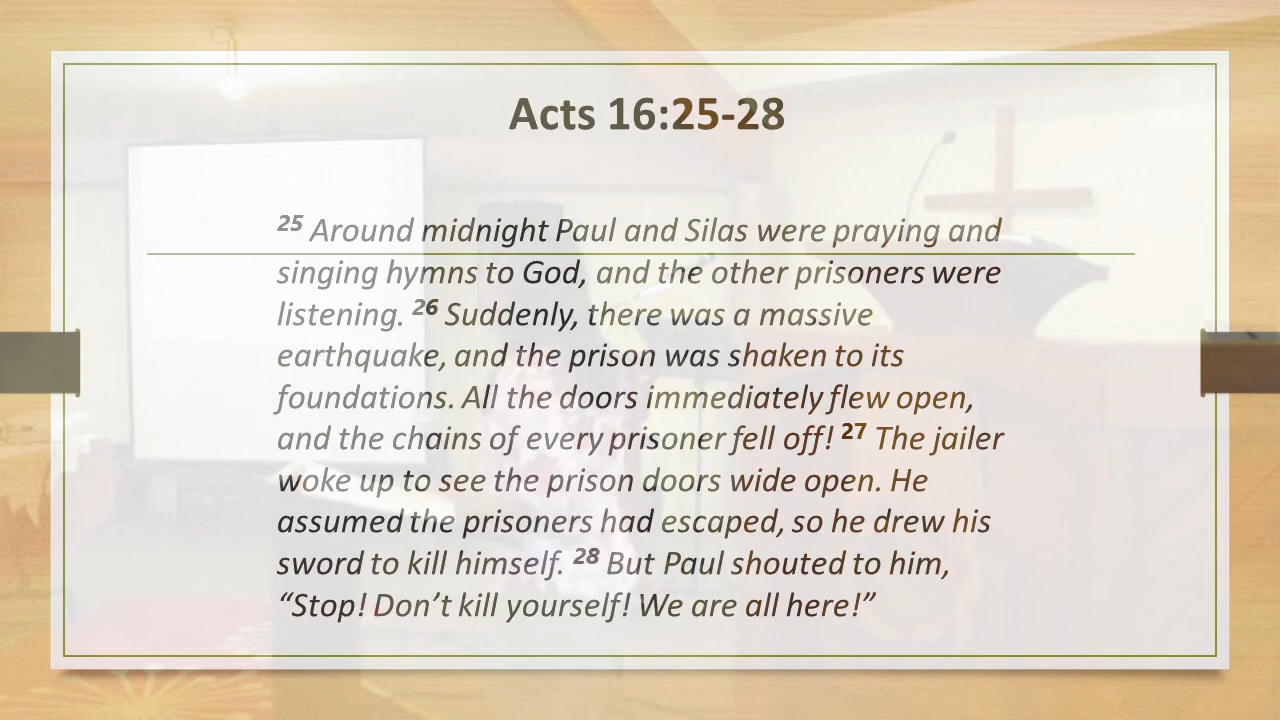 Acts 16:25-28
25 Around midnight Paul and Silas were praying and
singing hymns to God, and the other prisoners were
listening. 26 Suddenly, there was a massive
earthquake, and the prison was shaken to its
foundations. All the doors immediately flew open,
and the chains of every prisoner fell off! 27 The jailer
woke up to see the prison doors wide open. He
assumed the prisoners had escaped, so he drew his
sword to kill himself. 28 But Paul shouted to him,
“Stop! Don’t kill yourself! We are all here!”